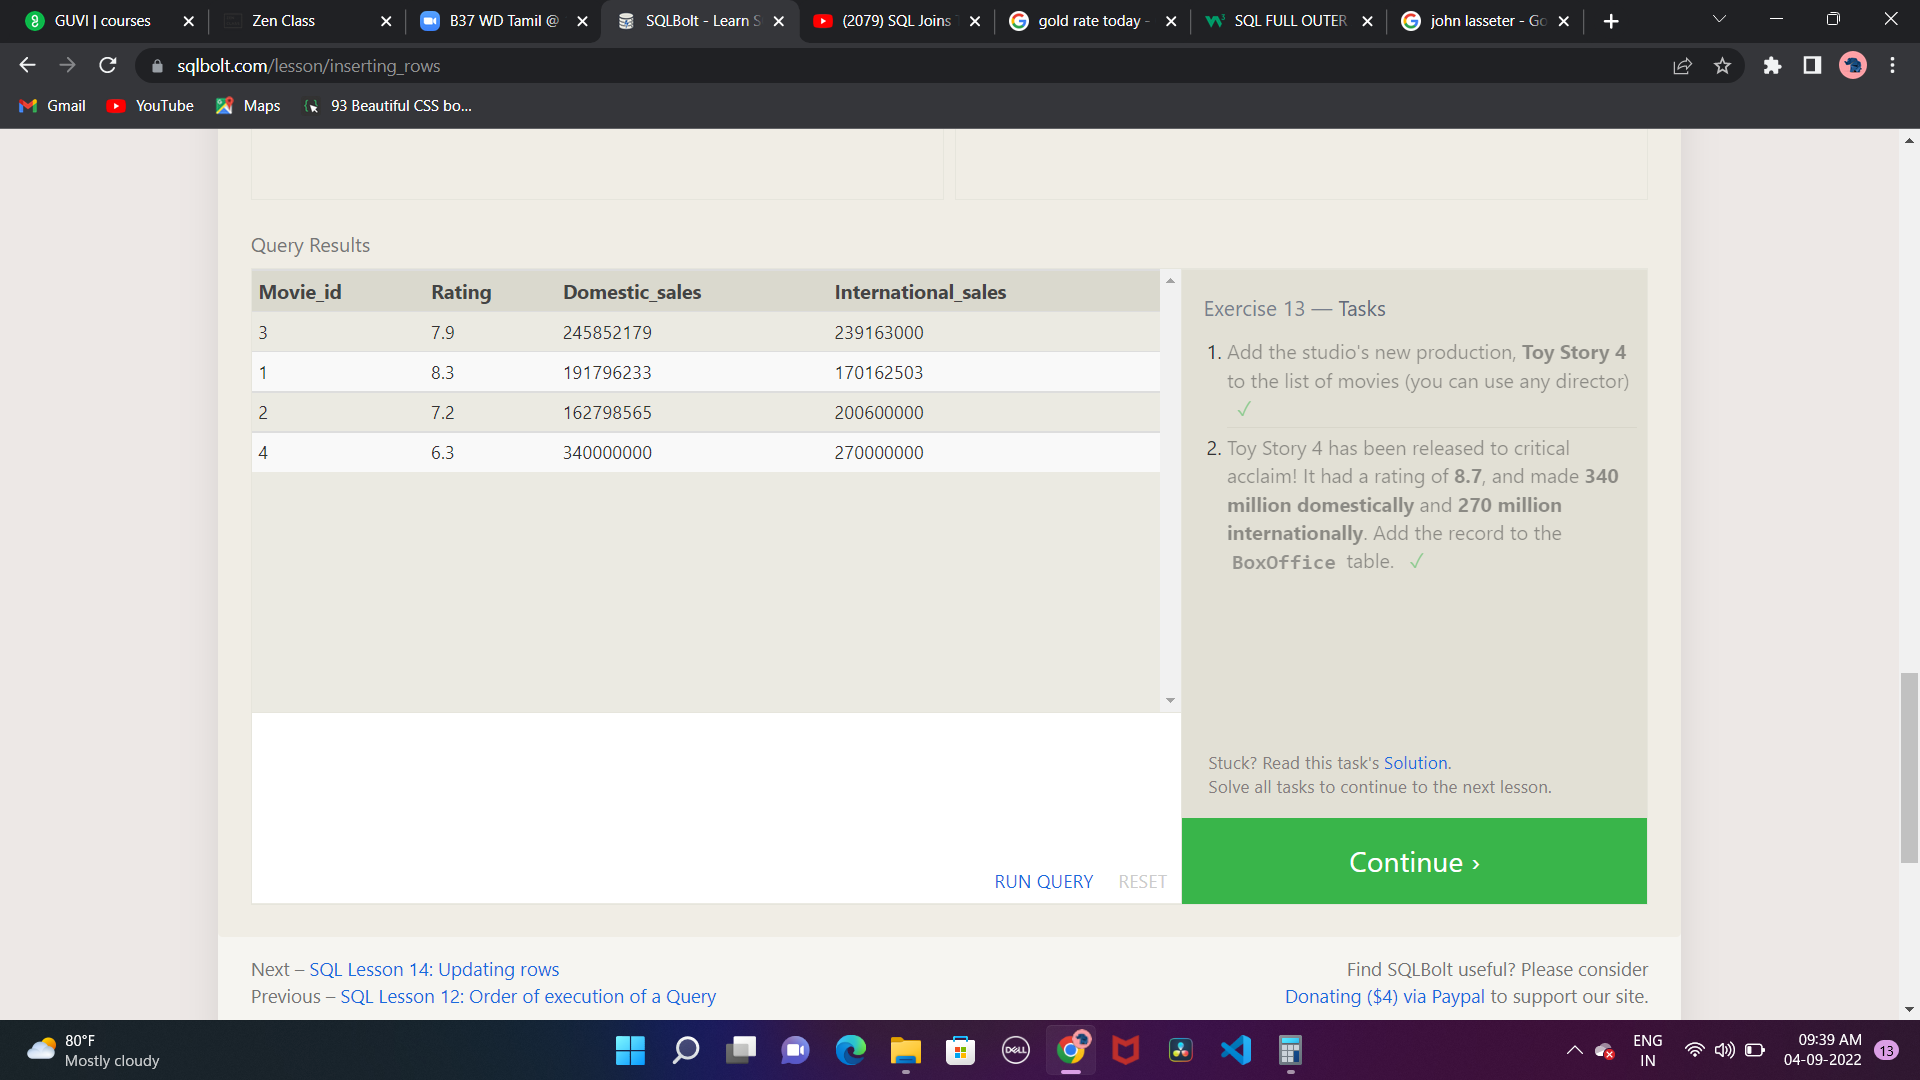 GUVI | courses
Zen Class
B37 WD Tamil @
SQLBolt - Learn S
(2079) SQL Joins
gold rate today -
SQL FULL OUTER
john lasseter - Go
sqlbolt.com/lesson/inserting_rows
Gmail
YouTube
Maps
93 Beautiful CSS bo...
Query Results
Movie_id Rating Domestic_sales International_sales
3 7.9 245852179 239163000
1 8.3 191796233 170162503
2 7.2 162798565 200600000
4 6.3 340000000 270000000
Exercise 13 — Tasks
1. Add the studio's new production, Toy Story 4
to the list of movies (you can use any director)
✓
2. Toy Story 4 has been released to critical
acclaim! It had a rating of 8.7, and made 340
million domestically and 270 million
internationally. Add the record to the
BoxOffice table. ✓
Stuck? Read this task's Solution.
Solve all tasks to continue to the next lesson.
RUN QUERY RESET
Continue ›
Next – SQL Lesson 14: Updating rows
Previous – SQL Lesson 12: Order of execution of a Query
Find SQLBolt useful? Please consider
Donating ($4) via Paypal to support our site.
80°F
Mostly cloudy
DELL
ENG
IN
09:39 AM
04-09-2022
13